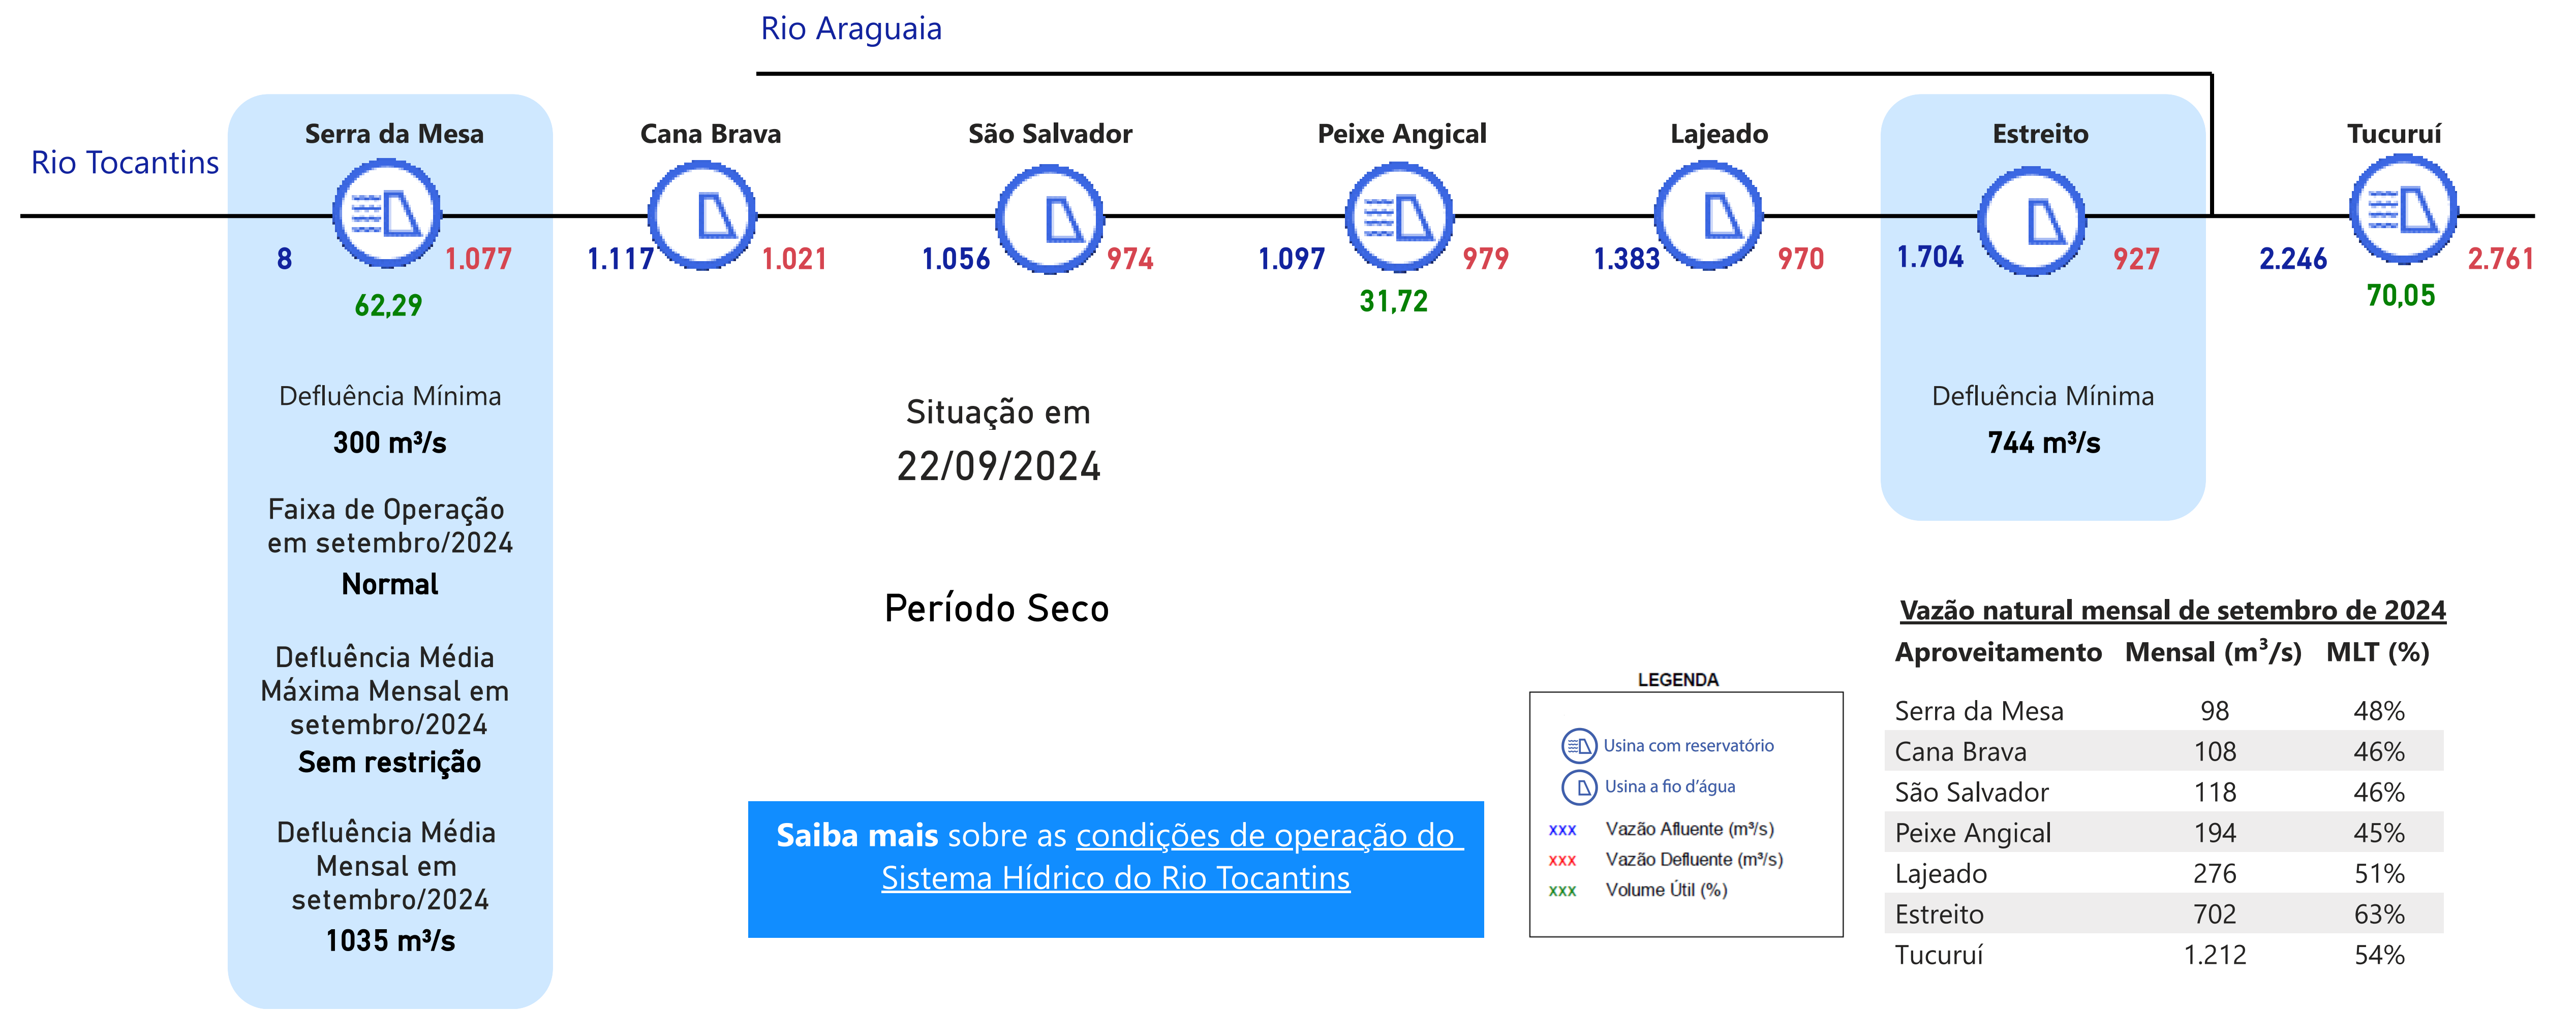 Rio Araguaia
Rio Tocantins
Serra da Mesa
Cana Brava
São Salvador
Peixe Angical
Lajeado
Estreito
Tucuruí
8
1.077
1.117
1.021
1.056
974
1.097
979
1.383
970
1.704
927
2.246
2.761
62,29
31,72
70,05
Defluência Mínima
300 m³/s
Faixa de Operação
em setembro/2024
Normal
Defluência Média
Máxima Mensal em
setembro/2024
Sem restrição
Defluência Média
Mensal em
setembro/2024
1035 m³/s
Situação em
22/09/2024
Período Seco
Defluência Mínima
744 m³/s
Saiba mais sobre as condições de operação do
Sistema Hídrico do Rio Tocantins
LEGENDA
Usina com reservatório
Usina a fio d’água
xxx Vazão Afluente (m³/s)
xxx Vazão Defluente (m³/s)
xxx Volume Útil (%)
Vazão natural mensal de setembro de 2024
Aproveitamento Mensal (m³/s) MLT (%)
Serra da Mesa 98 48%
Cana Brava 108 46%
São Salvador 118 46%
Peixe Angical 194 45%
Lajeado 276 51%
Estreito 702 63%
Tucuruí 1.212 54%